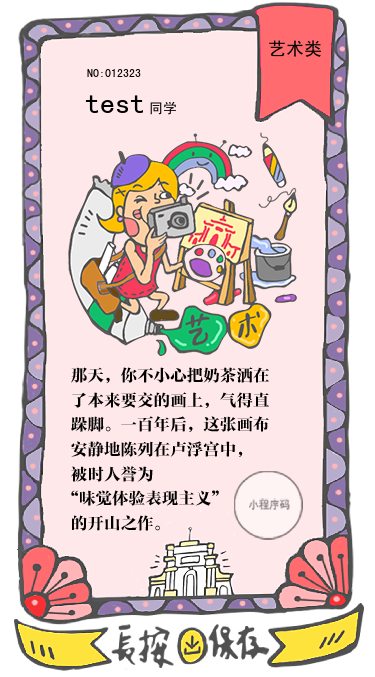 艺术类
NO:012323
test 同学
艺术
那天，你不小心把奶茶洒在
了本来要交的画上，气得直
跺脚。一百年后，这张画布
安静地陈列在卢浮宫中，
被时人誉为
“味觉体验表现主义”
的开山之作。
小程序码
長按保存